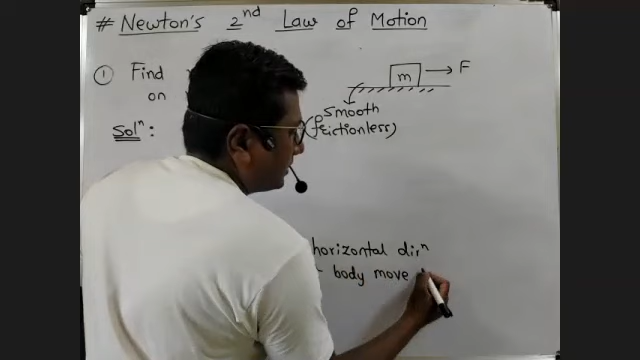 # Newton's 2nd Law of Motion
① Find
on
m → F
smooth
(frictionless)
Solⁿ:
horizontal dirⁿ
body move